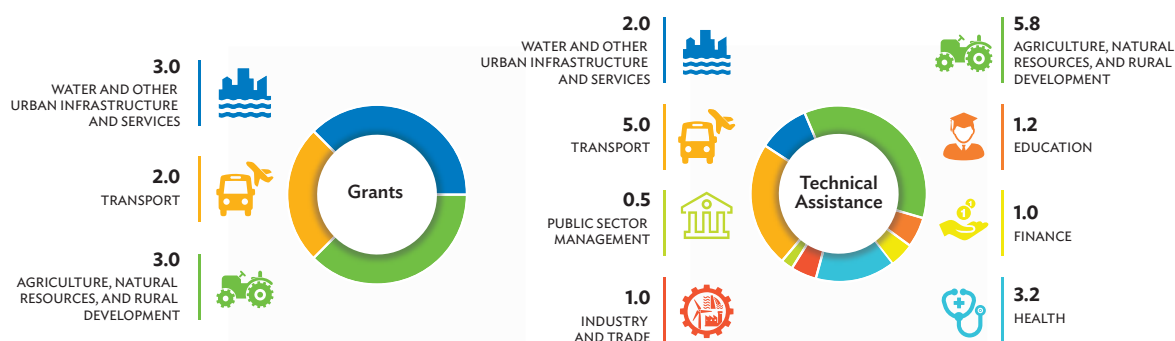 3.0
WATER AND OTHER
URBAN INFRASTRUCTURE
AND SERVICES
2.0
TRANSPORT
3.0
AGRICULTURE, NATURAL
RESOURCES, AND RURAL
DEVELOPMENT
Grants
2.0
WATER AND OTHER
URBAN INFRASTRUCTURE
AND SERVICES
5.0
TRANSPORT
0.5
PUBLIC SECTOR
MANAGEMENT
1.0
INDUSTRY
AND TRADE
Technical
Assistance
5.8
AGRICULTURE, NATURAL
RESOURCES, AND RURAL
DEVELOPMENT
1.2
EDUCATION
1.0
FINANCE
3.2
HEALTH